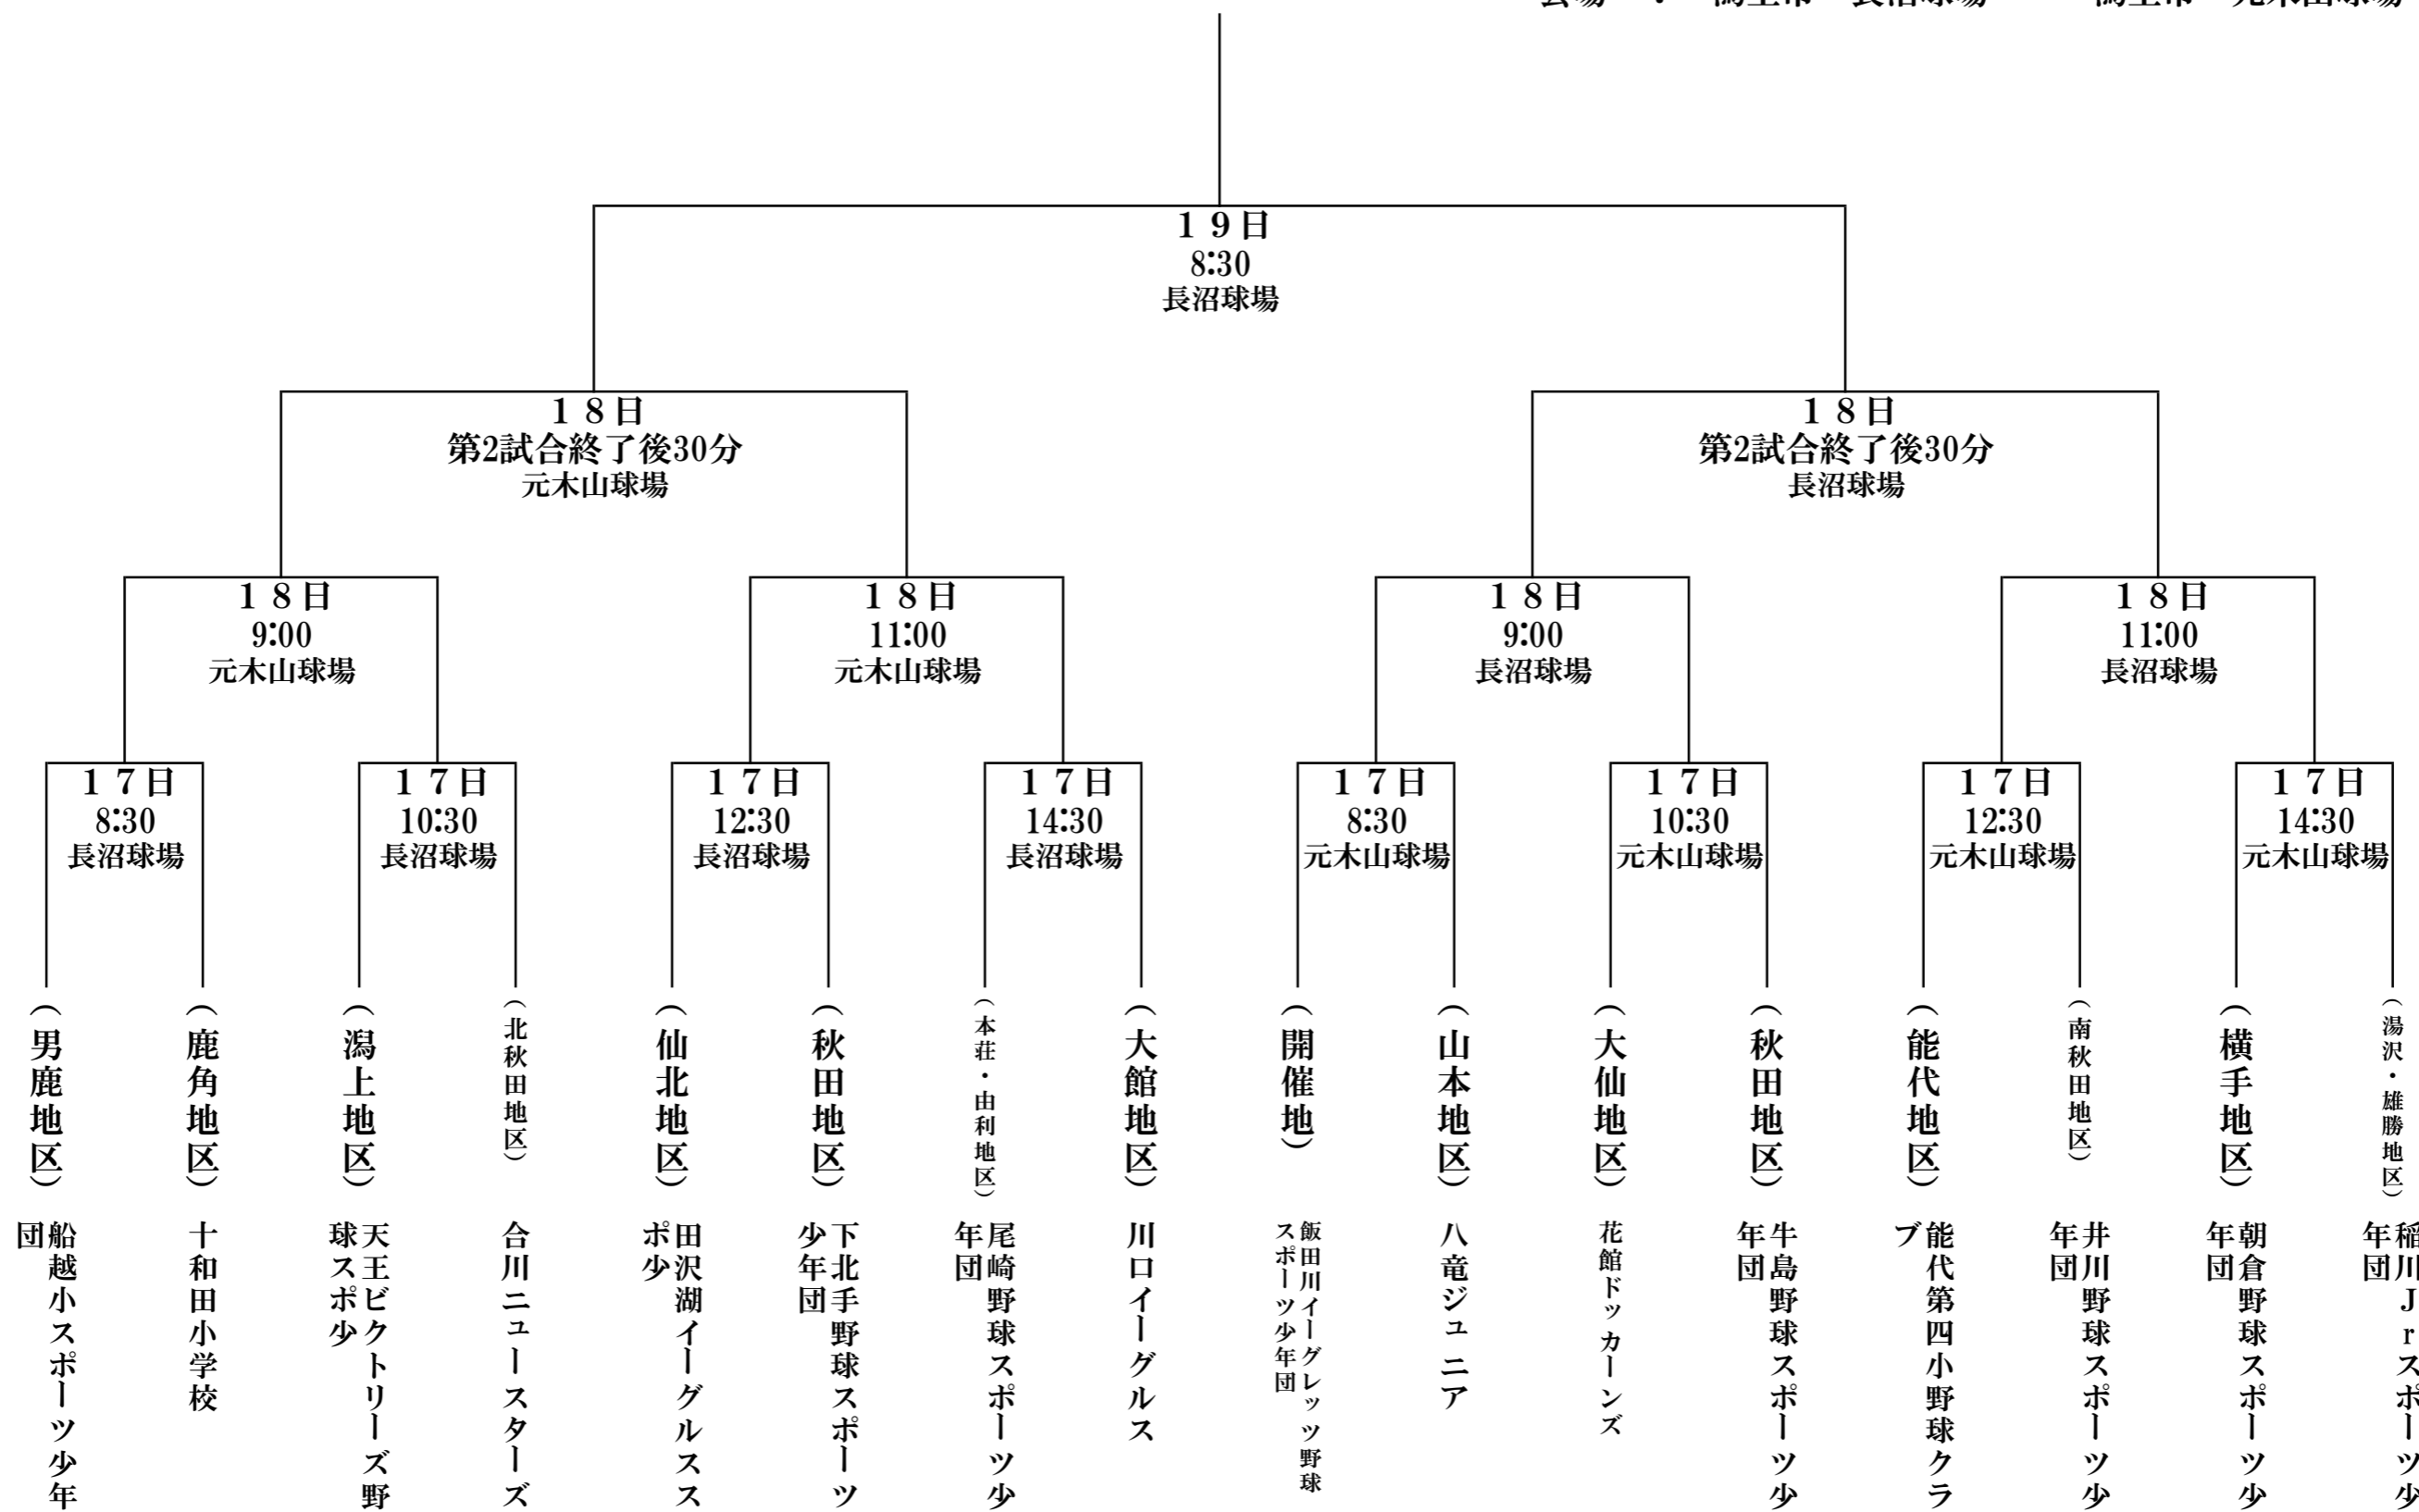 会場 : 潟上市 長沼球場 潟上市 元木山球場
１９日
8:30
長沼球場
１８日
第2試合終了後30分
元木山球場
１８日
第2試合終了後30分
長沼球場
１８日
9:00
元木山球場
１８日
11:00
元木山球場
１８日
9:00
長沼球場
１８日
11:00
長沼球場
１７日
8:30
長沼球場
１７日
10:30
長沼球場
１７日
12:30
長沼球場
１７日
14:30
長沼球場
１７日
8:30
元木山球場
１７日
10:30
元木山球場
１７日
12:30
元木山球場
１７日
14:30
元木山球場
（男鹿地区）
船越小スポーツ少年
団
（鹿角地区）
十和田小学校
（潟上地区）
天王ビクトリーズ野
球スポ少
（北秋田地区）
合川ニュースターズ
（仙北地区）
田沢湖イーグルスス
ポ少
（秋田地区）
下北手野球スポーツ
少年団
（本荘・由利地区）
尾崎野球スポーツ少
年団
（大館地区）
川口イーグルス
（開催地）
飯田川イーグレッツ野球
スポーツ少年団
（山本地区）
八竜ジュニア
（大仙地区）
花館ドッカーンズ
（秋田地区）
牛島野球スポーツ少
年団
（能代地区）
能代第四小野球クラ
ブ
（南秋田地区）
井川野球スポーツ少
年団
（横手地区）
朝倉野球スポーツ少
年団
（湯沢・雄勝地区）
稲川Ｊｒスポーツ少
年団